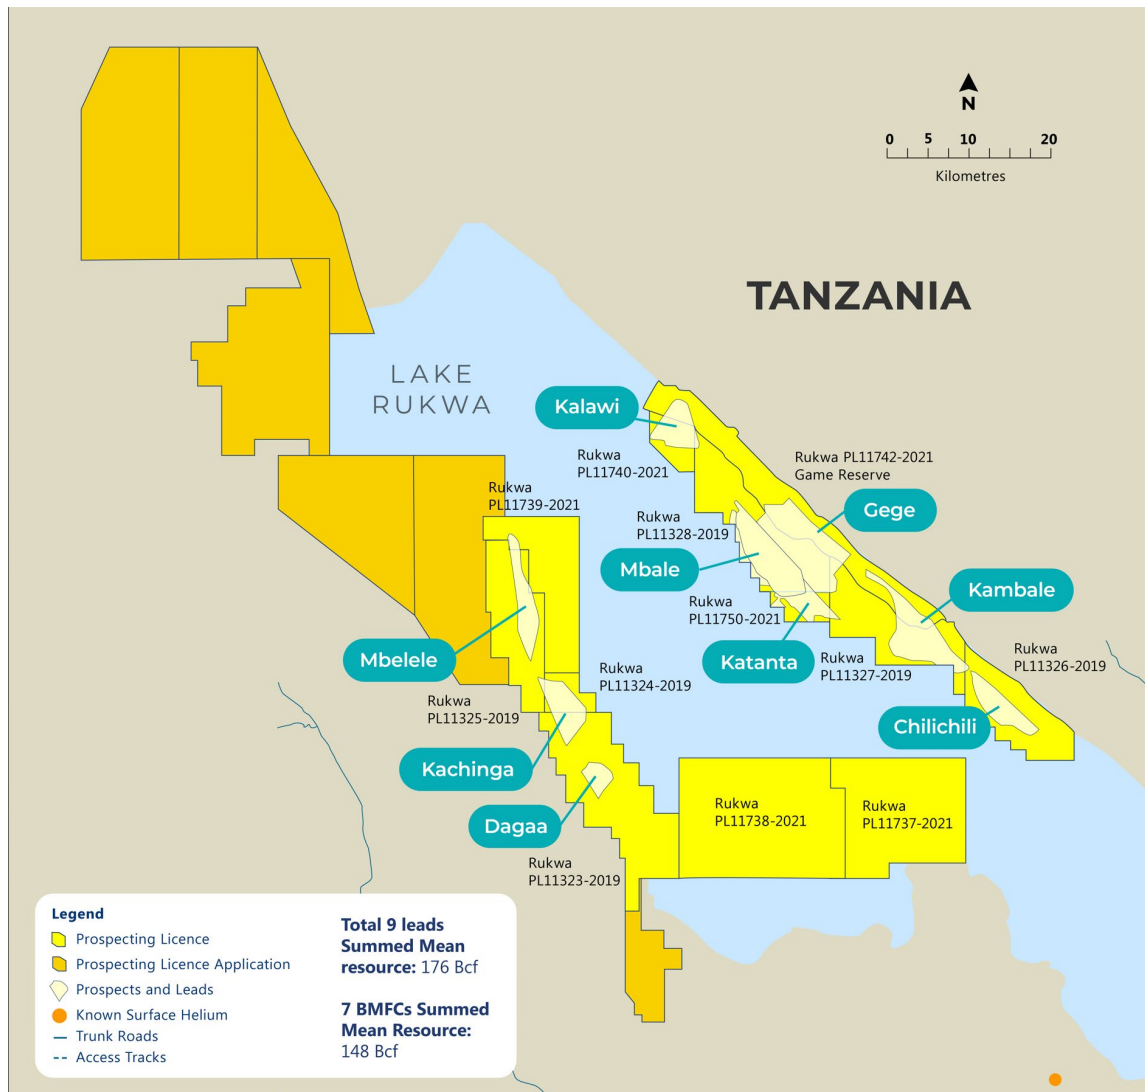 N
0 5 10 20
Kilometres
TANZANIA
LAKE
RUKWA
Kalawi
Rukwa
PL11740-2021
Rukwa PL11742-2021
Game Reserve
Rukwa
PL11739-2021
Gege
Rukwa
PL11328-2019
Mbale
Kambale
Rukwa
PL11750-2021
Mbelele
Katanta
Rukwa
PL11327-2019
Rukwa
PL11326-2019
Rukwa
PL11324-2019
Rukwa
PL11325-2019
Chilichili
Kachinga
Dagaa
Rukwa
PL11738-2021
Rukwa
PL11737-2021
Rukwa
PL11323-2019
Legend
Prospecting Licence
Prospecting Licence Application
Prospects and Leads
Known Surface Helium
Trunk Roads
Access Tracks
Total 9 leads
Summed Mean
resource: 176 Bcf
7 BMFCs Summed
Mean Resource:
148 Bcf